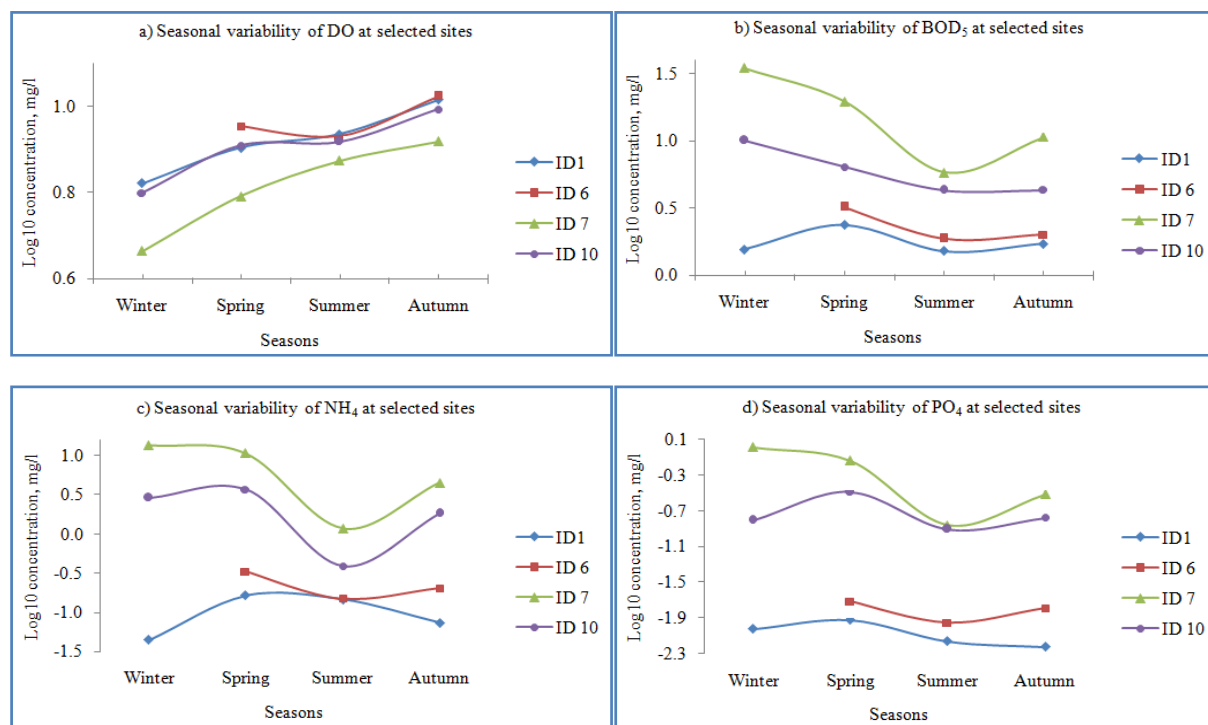 a) Seasonal variability of DO at selected sites
Log10 concentration, mg/l
1.0
0.8
0.6
Winter Spring Summer Autumn
Seasons
ID1
ID 6
ID 7
ID 10
b) Seasonal variability of BOD₅ at selected sites
Log10 concentration, mg/l
1.5
1.0
0.5
0.0
Winter Spring Summer Autumn
Seasons
ID1
ID 6
ID 7
ID 10
c) Seasonal variability of NH₄ at selected sites
Log10 concentration, mg/l
1.0
0.5
0.0
-0.5
-1.0
-1.5
Winter Spring Summer Autumn
Seasons
ID1
ID 6
ID 7
ID 10
d) Seasonal variability of PO₄ at selected sites
Log10 concentration, mg/l
0.1
-0.3
-0.7
-1.1
-1.5
-1.9
-2.3
Winter Spring Summer Autumn
Seasons
ID1
ID 6
ID 7
ID 10